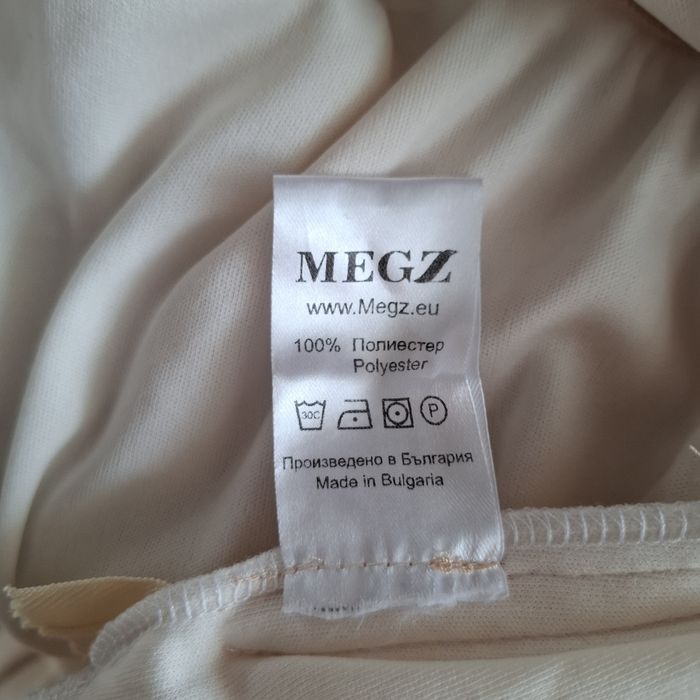 MEGZ
www.Megz.eu
100% Полиестер
Polyester
30C P
Произведено в България
Made in Bulgaria